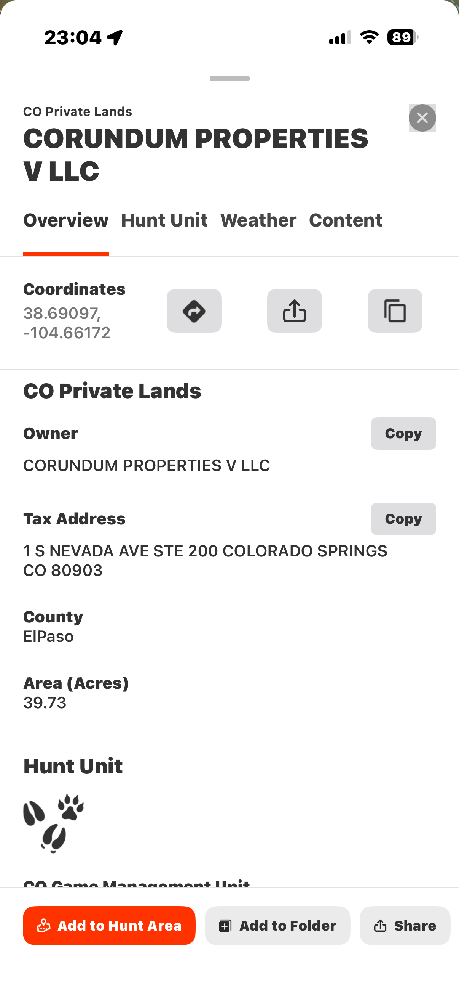 23:04
89
CO Private Lands
CORUNDUM PROPERTIES
V LLC
Overview Hunt Unit Weather Content
Coordinates
38.69097,
-104.66172
CO Private Lands
Owner
Copy
CORUNDUM PROPERTIES V LLC
Tax Address
Copy
1 S NEVADA AVE STE 200 COLORADO SPRINGS
CO 80903
County
ElPaso
Area (Acres)
39.73
Hunt Unit
CO Game Management Unit
Add to Hunt Area
Add to Folder
Share